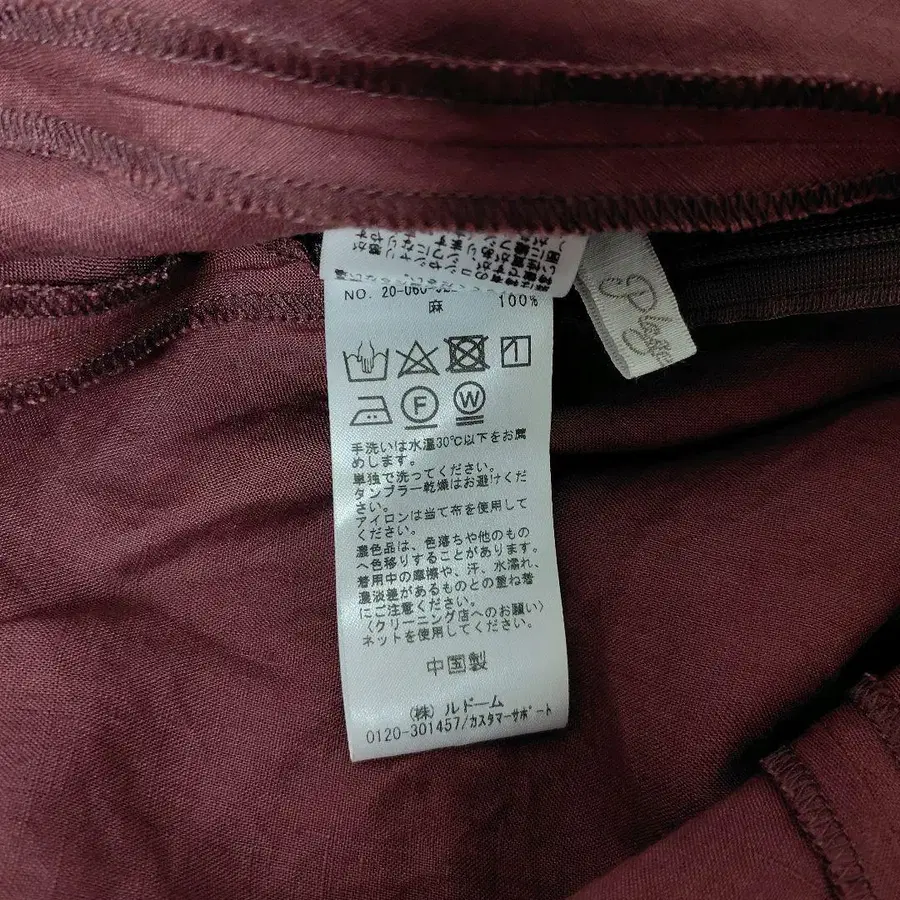 NO. 20-060-
麻 100%
F W
手洗いは水温30℃以下をお薦
めします。
単独で洗ってください。
タンブラー乾燥はお避けくだ
さい。
アイロンは当て布を使用して
ください。
濃色品は、色落ちや他のもの
へ色移りすることがあります。
着用中の摩擦や、汗、水濡れ、
濃淡差があるものとの重ね着
にご注意ください。
〈クリーニング店へのお願い〉
ネットを使用してください。
中国製
(株) ルドーム
0120-301457/カスタマーサポート